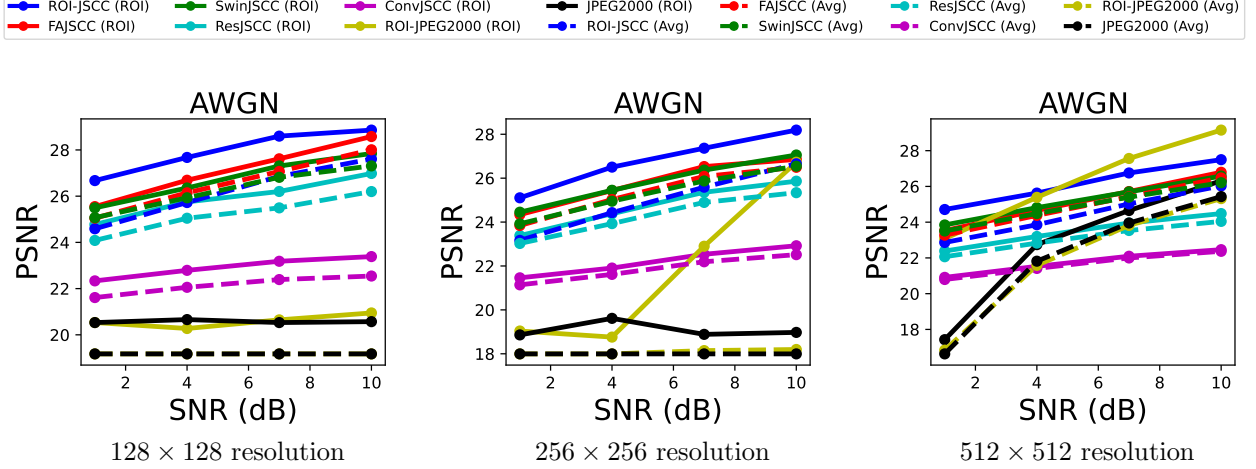 ROI-JSCC (ROI) SwinJSCC (ROI) ConvJSCC (ROI) JPEG2000 (ROI) FAJSCC (Avg) ResJSCC (Avg) ROI-JPEG2000 (Avg)
FAJSCC (ROI) ResJSCC (ROI) ROI-JPEG2000 (ROI) ROI-JSCC (Avg) SwinJSCC (Avg) ConvJSCC (Avg) JPEG2000 (Avg)
AWGN
PSNR
28
26
24
22
20
2 4 6 8 10
SNR (dB)
128 × 128 resolution
AWGN
PSNR
28
26
24
22
20
18
2 4 6 8 10
SNR (dB)
256 × 256 resolution
AWGN
PSNR
28
26
24
22
20
18
2 4 6 8 10
SNR (dB)
512 × 512 resolution